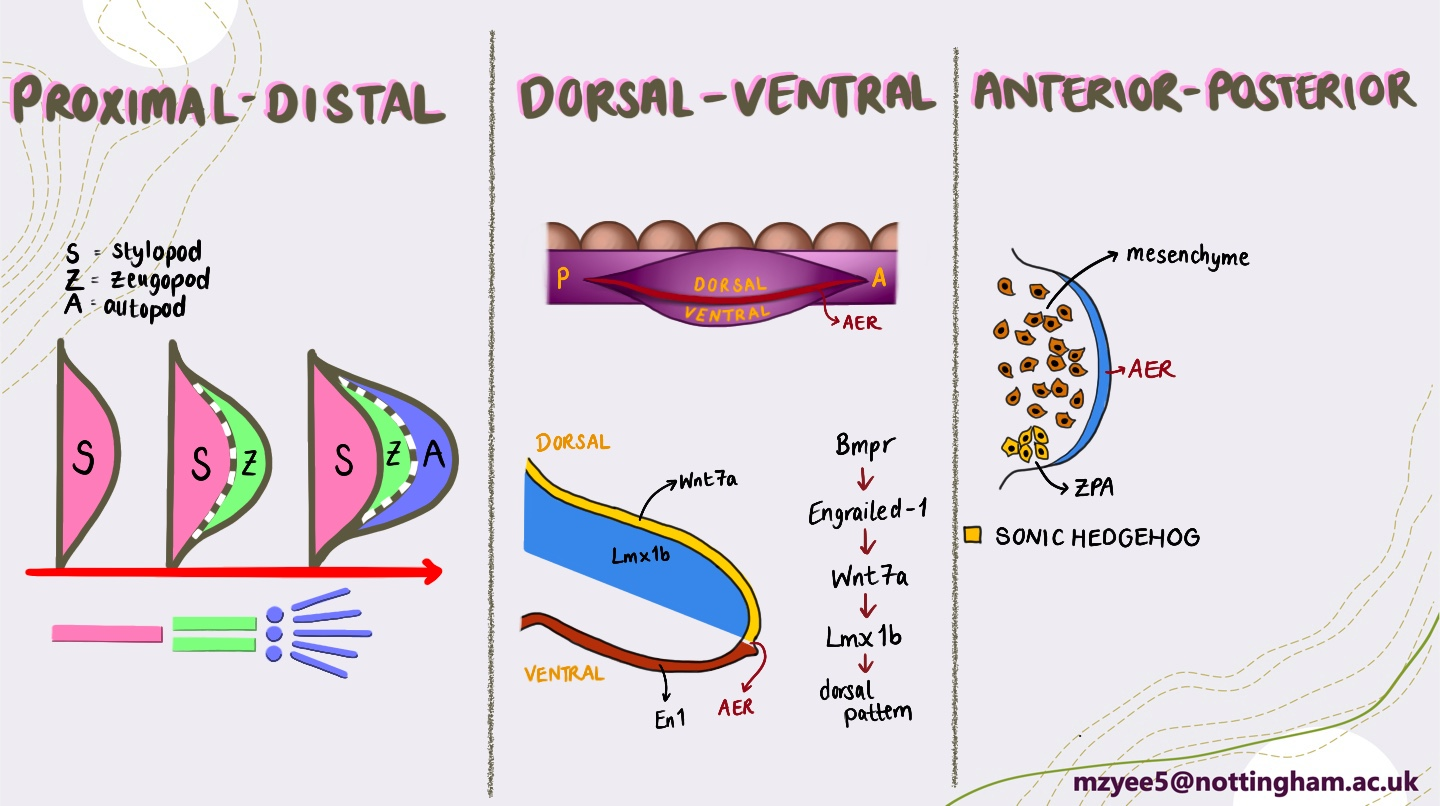 PROXIMAL-DISTAL
S = stylopod
Z = zeugopod
A = autopod
S
S
Z
S
Z
A
DORSAL-VENTRAL
P
DORSAL
VENTRAL
A
AER
DORSAL
Wnt7a
Lmx1b
VENTRAL
En1
AER
Bmpr
Engrailed-1
Wnt7a
Lmx1b
dorsal
pattern
ANTERIOR-POSTERIOR
mesenchyme
AER
ZPA
SONIC HEDGEHOG
mzyee5@nottingham.ac.uk